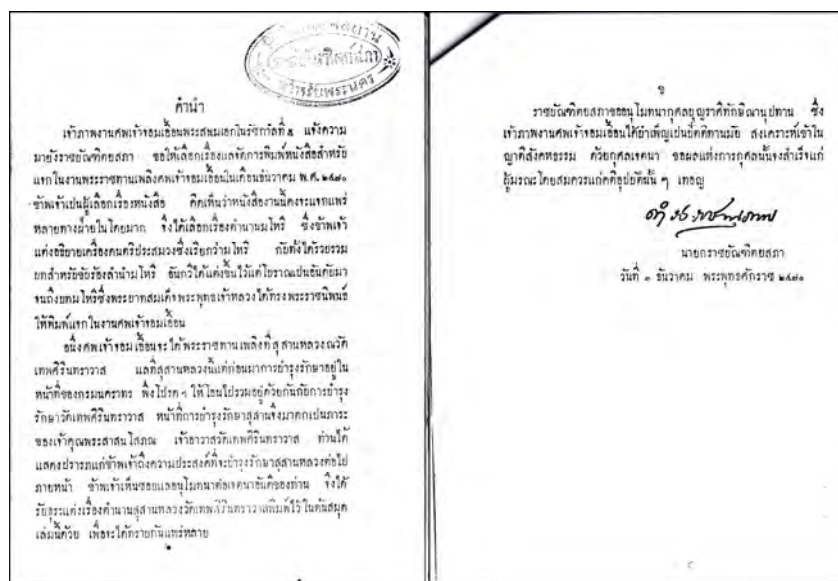 คำนำ
เจ้าภาพงานศพเจ้าจอมเอื้อนพระสนมเอกในรัชกาลที่ ๕ แจ้งความ
มายังราชบัณฑิตยสภา ขอให้เลือกเรื่องแลจัดการพิมพ์หนังสือสำหรับ
แจกในงานพระราชทานเพลิงศพเจ้าจอมเอื้อนในเดือนธันวาคม พ.ศ. ๒๔๗๑
ข้าพเจ้าเป็นผู้เลือกเรื่องหนังสือ คิดเห็นว่าหนังสืองานนี้คงจะแจกแพร่
หลายทางฝ่ายในโดยมาก จึงได้เลือกเรื่องตำนานมโหรี ซึ่งข้าพเจ้า
แต่งอธิบายเครื่องดนตรีประสมวงซึ่งเรียกว่ามโหรี กับทั้งได้รวบรวม
บทสำหรับขับร้องลำนำมโหรี อันกวีได้แต่งขึ้นไว้แต่โบราณเปนอันดับมา
จนถึงบทมโหรีซึ่งพระบาทสมเด็จพระพุทธเจ้าหลวงได้ทรงพระราชนิพนธ์
ให้พิมพ์แจกในงานศพเจ้าจอมเอื้อน
อนึ่งศพเจ้าจอมเอื้อนจะได้พระราชทานเพลิงที่สุสานหลวงณวัด
เทพศิรินทราวาส แลที่สุสานหลวงนี้แต่ก่อนมาการบำรุงรักษาอยู่ใน
หน้าที่ของกรมนคราทร พึ่งโปรดฯ ให้โอนไปรวมอยู่ด้วยกันกับการบำรุง
รักษาวัดเทพศิรินทราวาส หน้าที่การบำรุงรักษาสุสานจึงมาตกเปนภาระ
ของเจ้าคุณพระสาสนโสภณ เจ้าอาวาสวัดเทพศิรินทราวาส ท่านได้
แสดงปรารภแก่ข้าพเจ้าถึงความประสงค์ที่จะบำรุงรักษาสุสานหลวงต่อไป
ภายหน้า ข้าพเจ้าเห็นชอบแลอนุโมทนาต่อเจตนาอันดีของท่าน จึงได้
รับธุระแต่งเรื่องตำนานสุสานหลวงวัดเทพศิรินทราวาสพิมพ์ไว้ในต้นสมุด
เล่มนี้ด้วย เพื่อจะได้ทราบกันแพร่หลาย
ข
ราชบัณฑิตยสภาขออนุโมทนากุศลบุญราศีทักษิณานุปทาน ซึ่ง
เจ้าภาพงานศพเจ้าจอมเอื้อนได้บำเพ็ญเปนปัตติทานมัย สงเคราะห์เข้าใน
ญาติสังคหธรรม ด้วยกุศลเจตนา ขอผลแห่งการกุศลนั้นจงสำเร็จแก่
ผู้มรณะโดยสมควรแก่คติอุปบัตินั้น ๆ เทอญ
นายกราชบัณฑิตยสภา
วันที่ ๑ ธันวาคม พระพุทธศักราช ๒๔๗๑